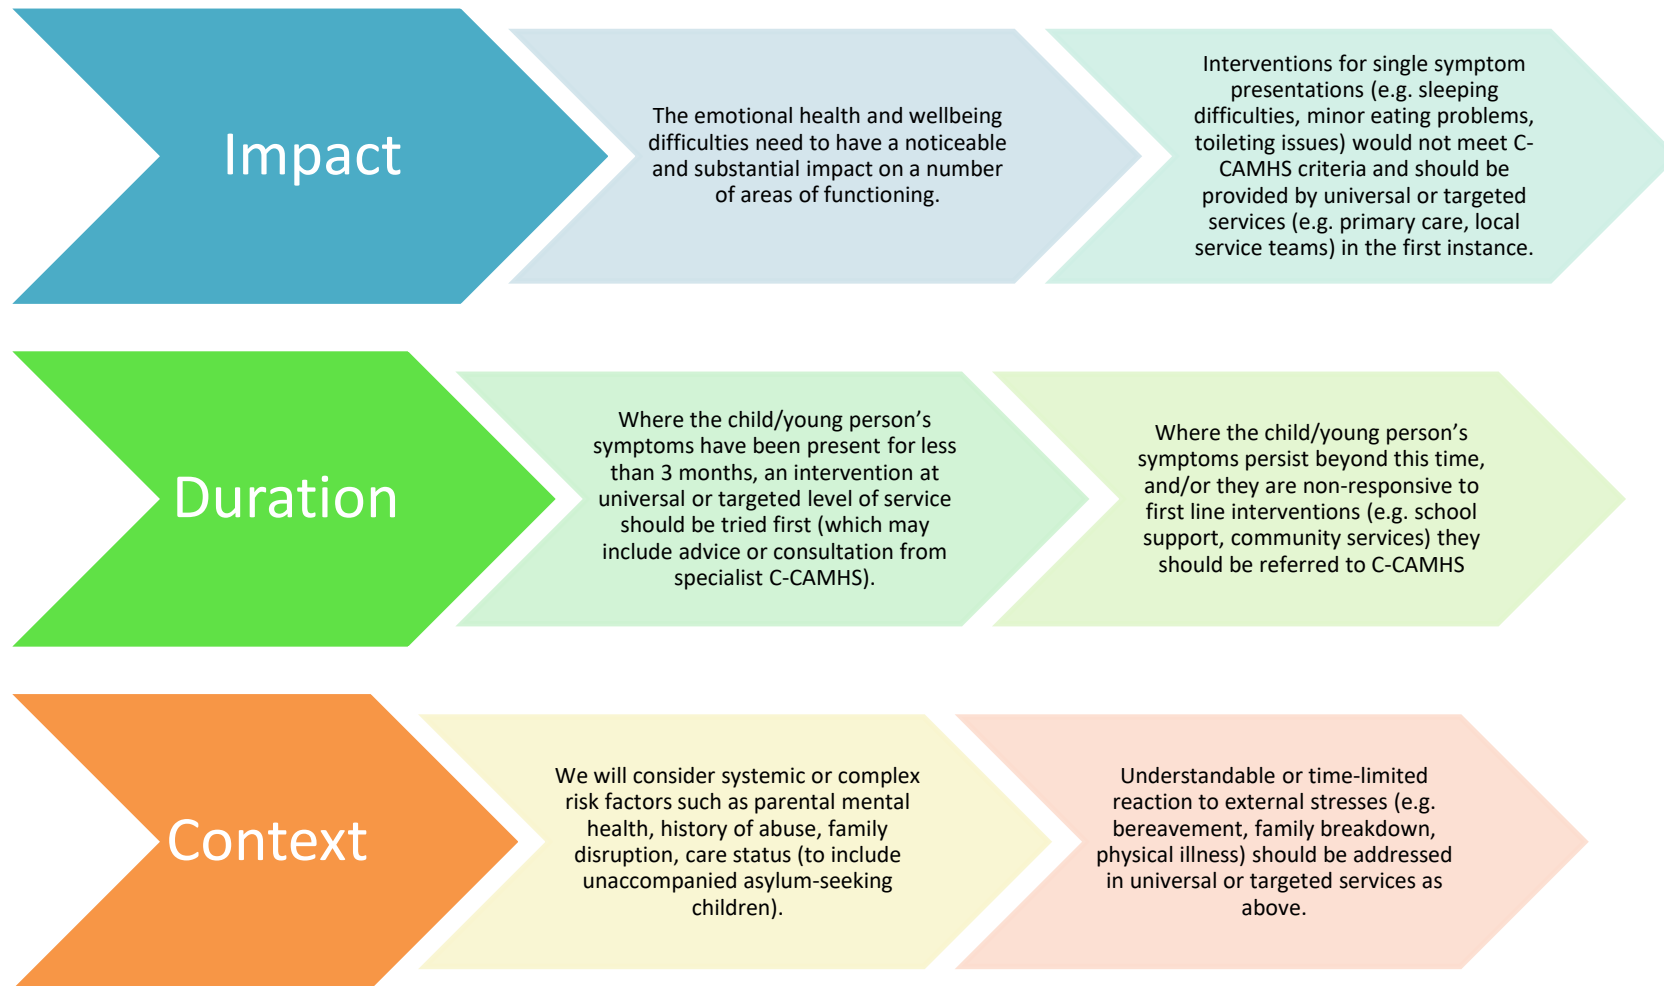 Impact
The emotional health and wellbeing
difficulties need to have a noticeable
and substantial impact on a number
of areas of functioning.
Interventions for single symptom
presentations (e.g. sleeping
difficulties, minor eating problems,
toileting issues) would not meet C-
CAMHS criteria and should be
provided by universal or targeted
services (e.g. primary care, local
service teams) in the first instance.
Duration
Where the child/young person’s
symptoms have been present for less
than 3 months, an intervention at
universal or targeted level of service
should be tried first (which may
include advice or consultation from
specialist C-CAMHS).
Where the child/young person’s
symptoms persist beyond this time,
and/or they are non-responsive to
first line interventions (e.g. school
support, community services) they
should be referred to C-CAMHS
Context
We will consider systemic or complex
risk factors such as parental mental
health, history of abuse, family
disruption, care status (to include
unaccompanied asylum-seeking
children).
Understandable or time-limited
reaction to external stresses (e.g.
bereavement, family breakdown,
physical illness) should be addressed
in universal or targeted services as
above.